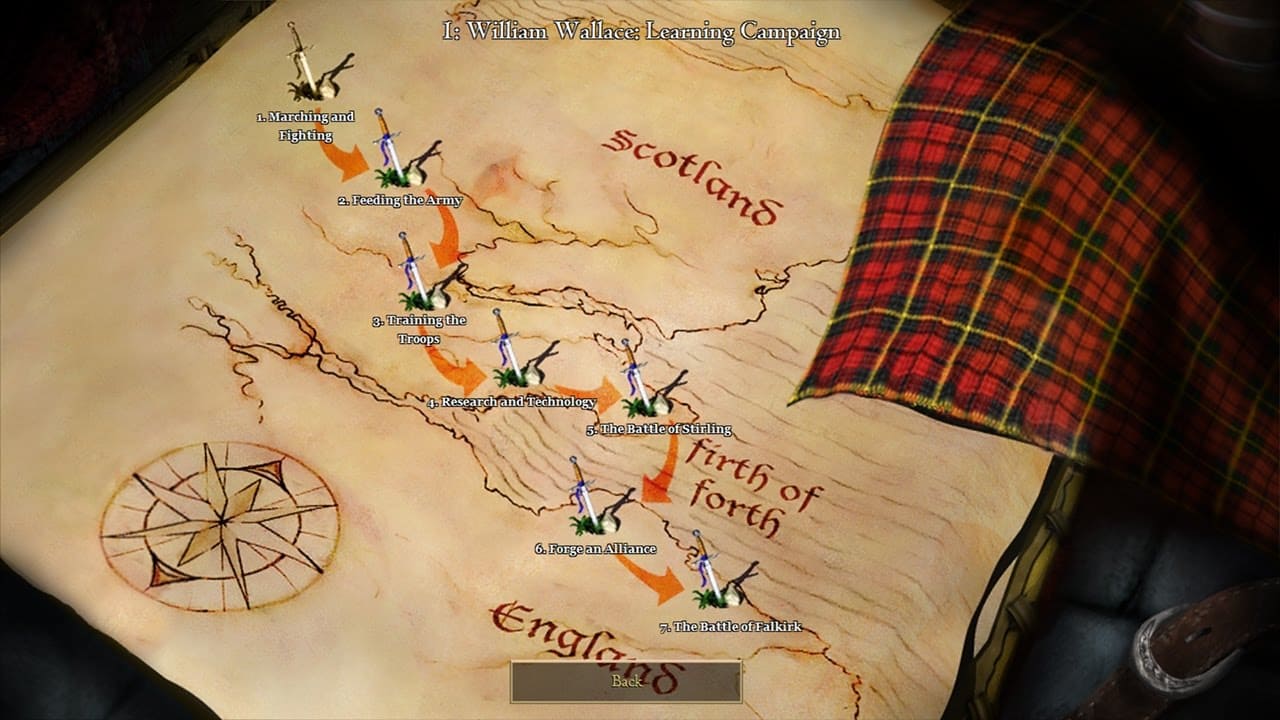 I: William Wallace: Learning Campaign
1. Marching and
Fighting
Scotland
2. Feeding the Army
3. Training the
Troops
4. Research and Technology
5. The Battle of Stirling
firth of
forth
6. Forge an Alliance
7. The Battle of Falkirk
England
Back